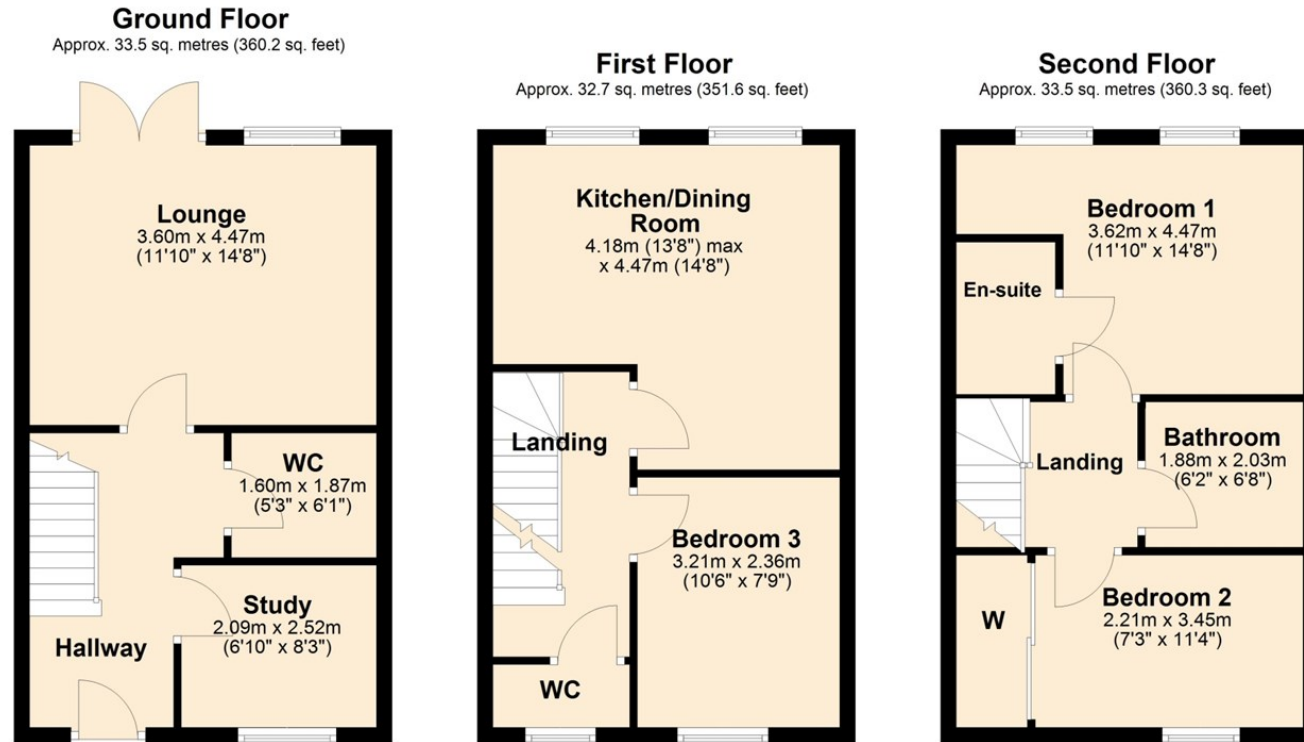 Ground Floor
Approx. 33.5 sq. metres (360.2 sq. feet)
Lounge
3.60m x 4.47m
(11'10" x 14'8")
WC
1.60m x 1.87m
(5'3" x 6'1")
Study
2.09m x 2.52m
(6'10" x 8'3")
Hallway
First Floor
Approx. 32.7 sq. metres (351.6 sq. feet)
Kitchen/Dining
Room
4.18m (13'8") max
x 4.47m (14'8")
Landing
Bedroom 3
3.21m x 2.36m
(10'6" x 7'9")
WC
Second Floor
Approx. 33.5 sq. metres (360.3 sq. feet)
Bedroom 1
3.62m x 4.47m
(11'10" x 14'8")
En-suite
Bathroom
1.88m x 2.03m
(6'2" x 6'8")
Landing
Bedroom 2
2.21m x 3.45m
(7'3" x 11'4")
W